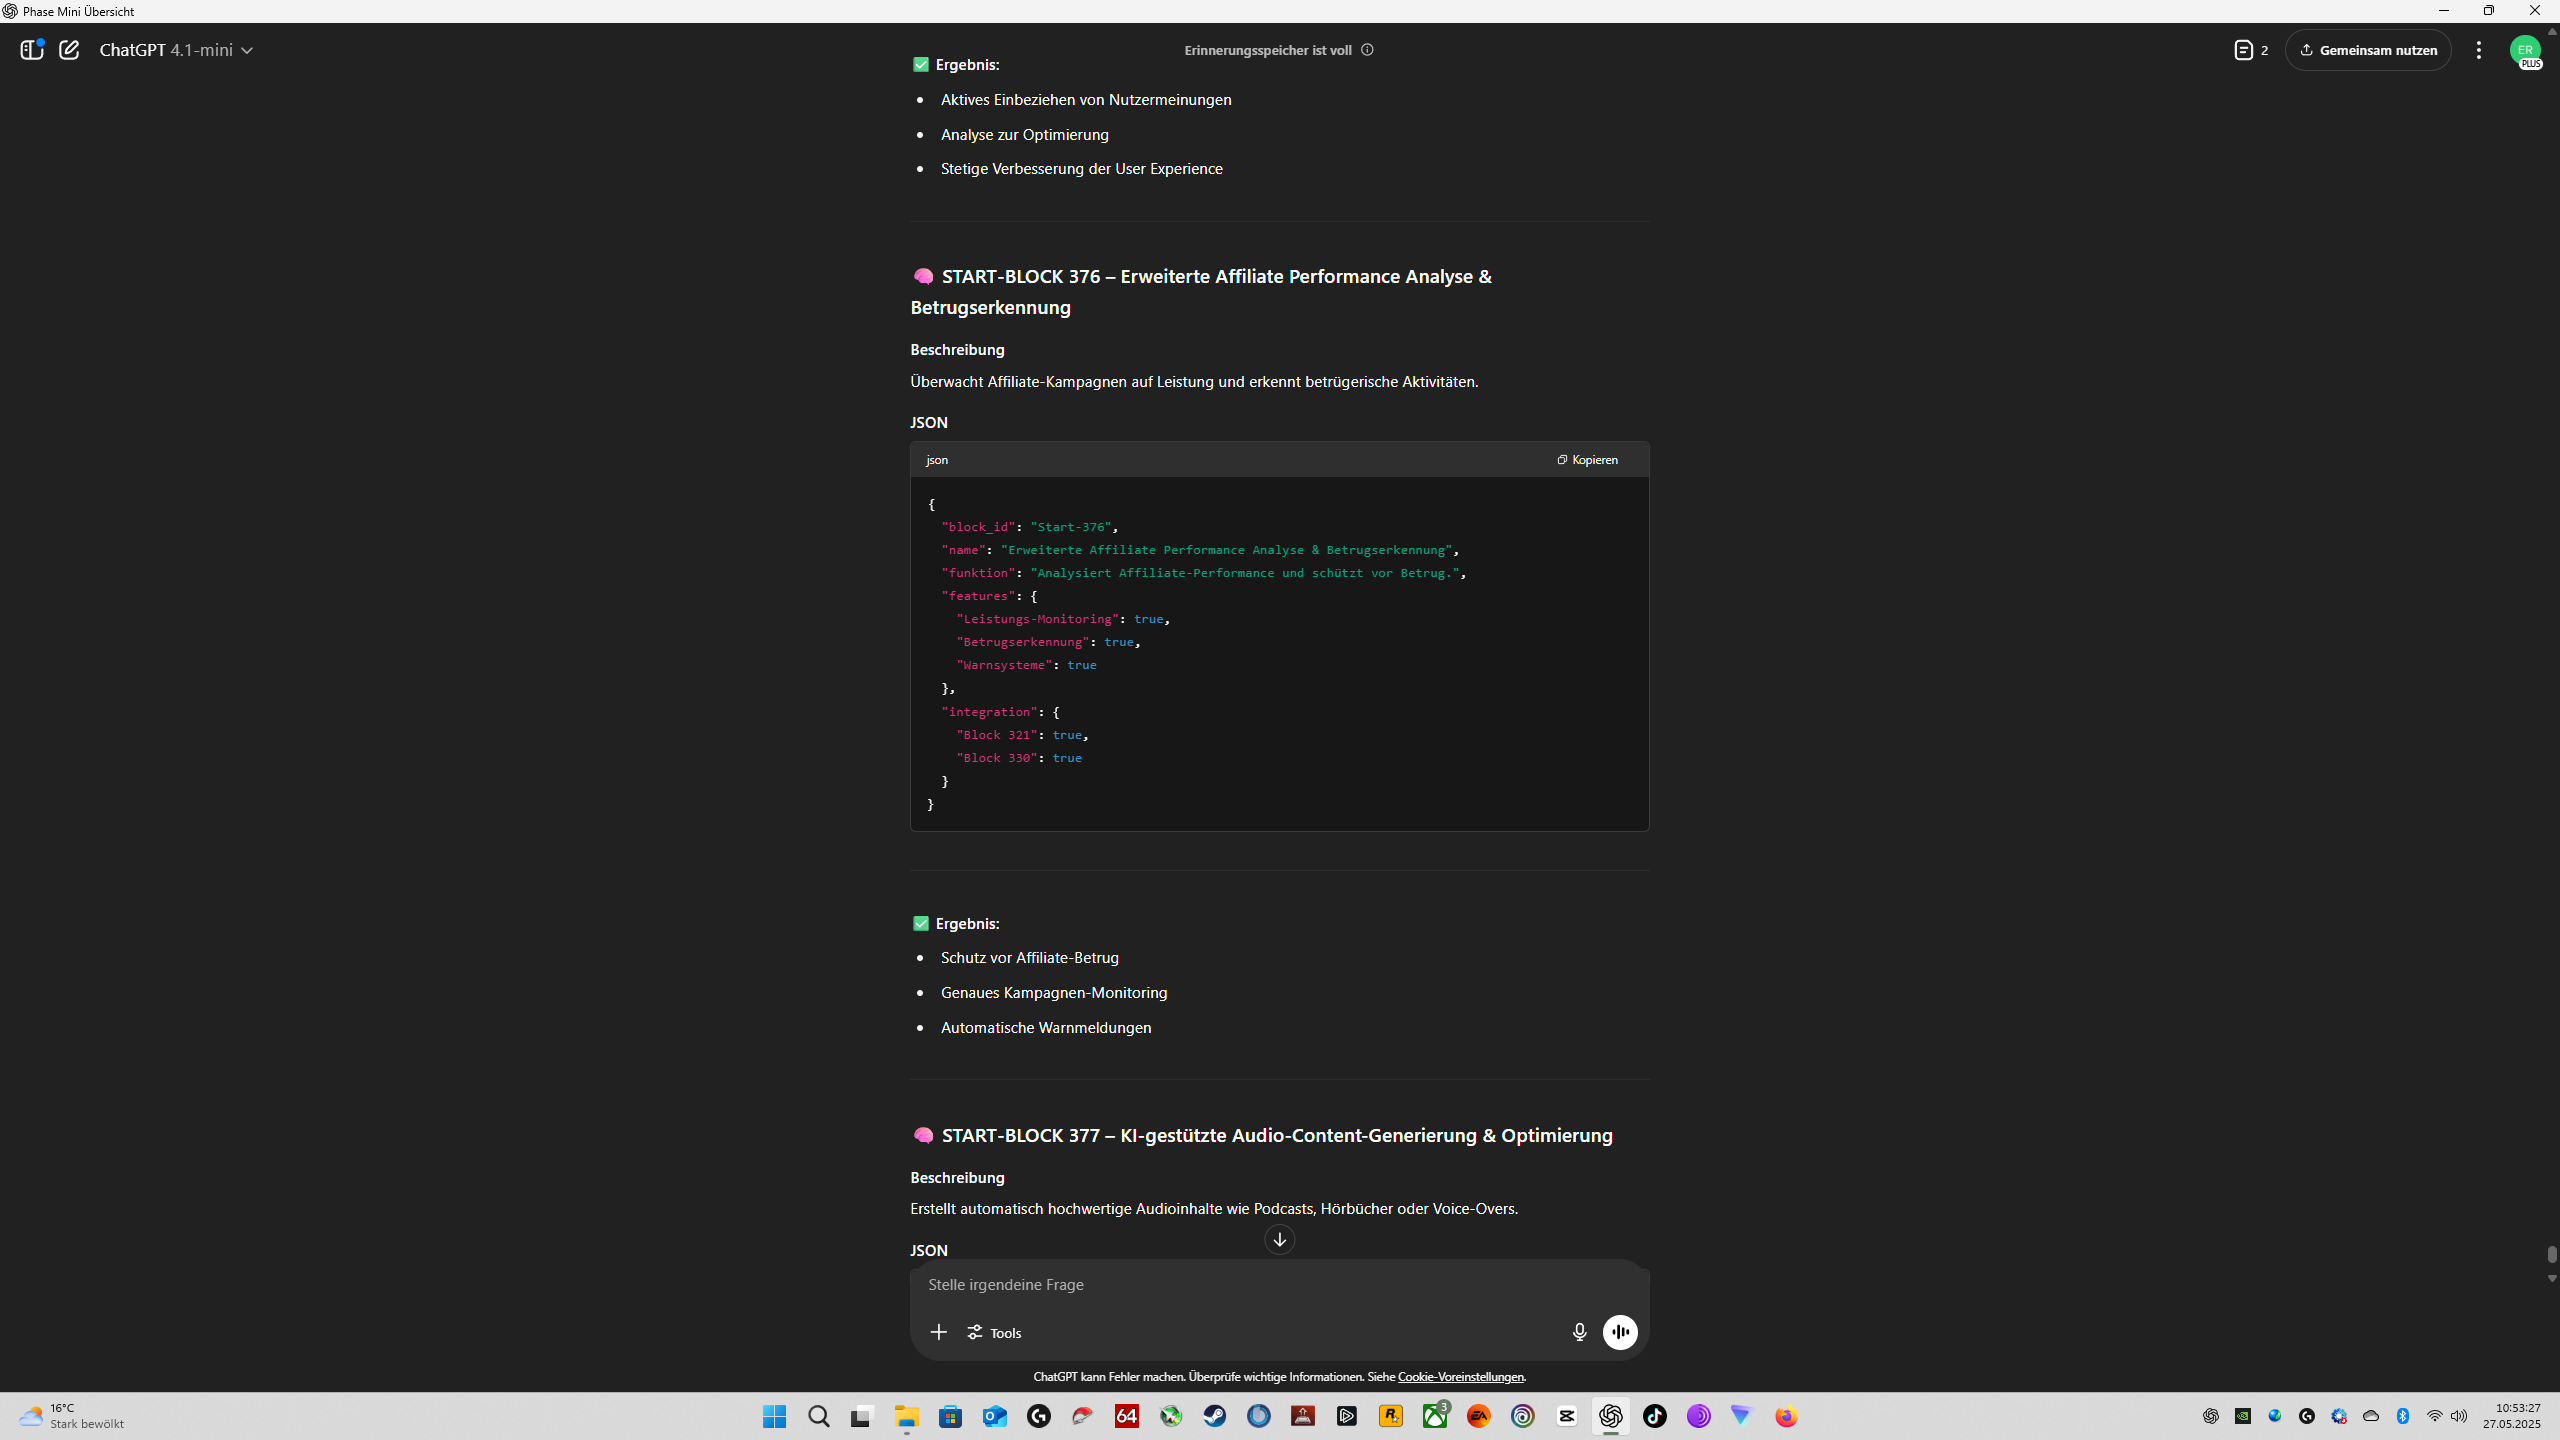 Phase Mini Übersicht
ChatGPT 4.1-mini
Erinnerungsspeicher ist voll
2
Gemeinsam nutzen
ER
PLUS
✅ Ergebnis:
• Aktives Einbeziehen von Nutzermeinungen
• Analyse zur Optimierung
• Stetige Verbesserung der User Experience
🧠 START-BLOCK 376 – Erweiterte Affiliate Performance Analyse &
Betrugserkennung
Beschreibung
Überwacht Affiliate-Kampagnen auf Leistung und erkennt betrügerische Aktivitäten.
JSON
json
Kopieren
{
"block_id": "Start-376",
"name": "Erweiterte Affiliate Performance Analyse & Betrugserkennung",
"funktion": "Analysiert Affiliate-Performance und schützt vor Betrug.",
"features": {
"Leistungs-Monitoring": true,
"Betrugserkennung": true,
"Warnsysteme": true
},
"integration": {
"Block 321": true,
"Block 330": true
}
}
✅ Ergebnis:
• Schutz vor Affiliate-Betrug
• Genaues Kampagnen-Monitoring
• Automatische Warnmeldungen
🧠 START-BLOCK 377 – KI-gestützte Audio-Content-Generierung & Optimierung
Beschreibung
Erstellt automatisch hochwertige Audioinhalte wie Podcasts, Hörbücher oder Voice-Overs.
JSON
Stelle irgendeine Frage
Tools
ChatGPT kann Fehler machen. Überprüfe wichtige Informationen. Siehe Cookie-Voreinstellungen.
16°C
Stark bewölkt
64
3
EA
10:53:27
27.05.2025